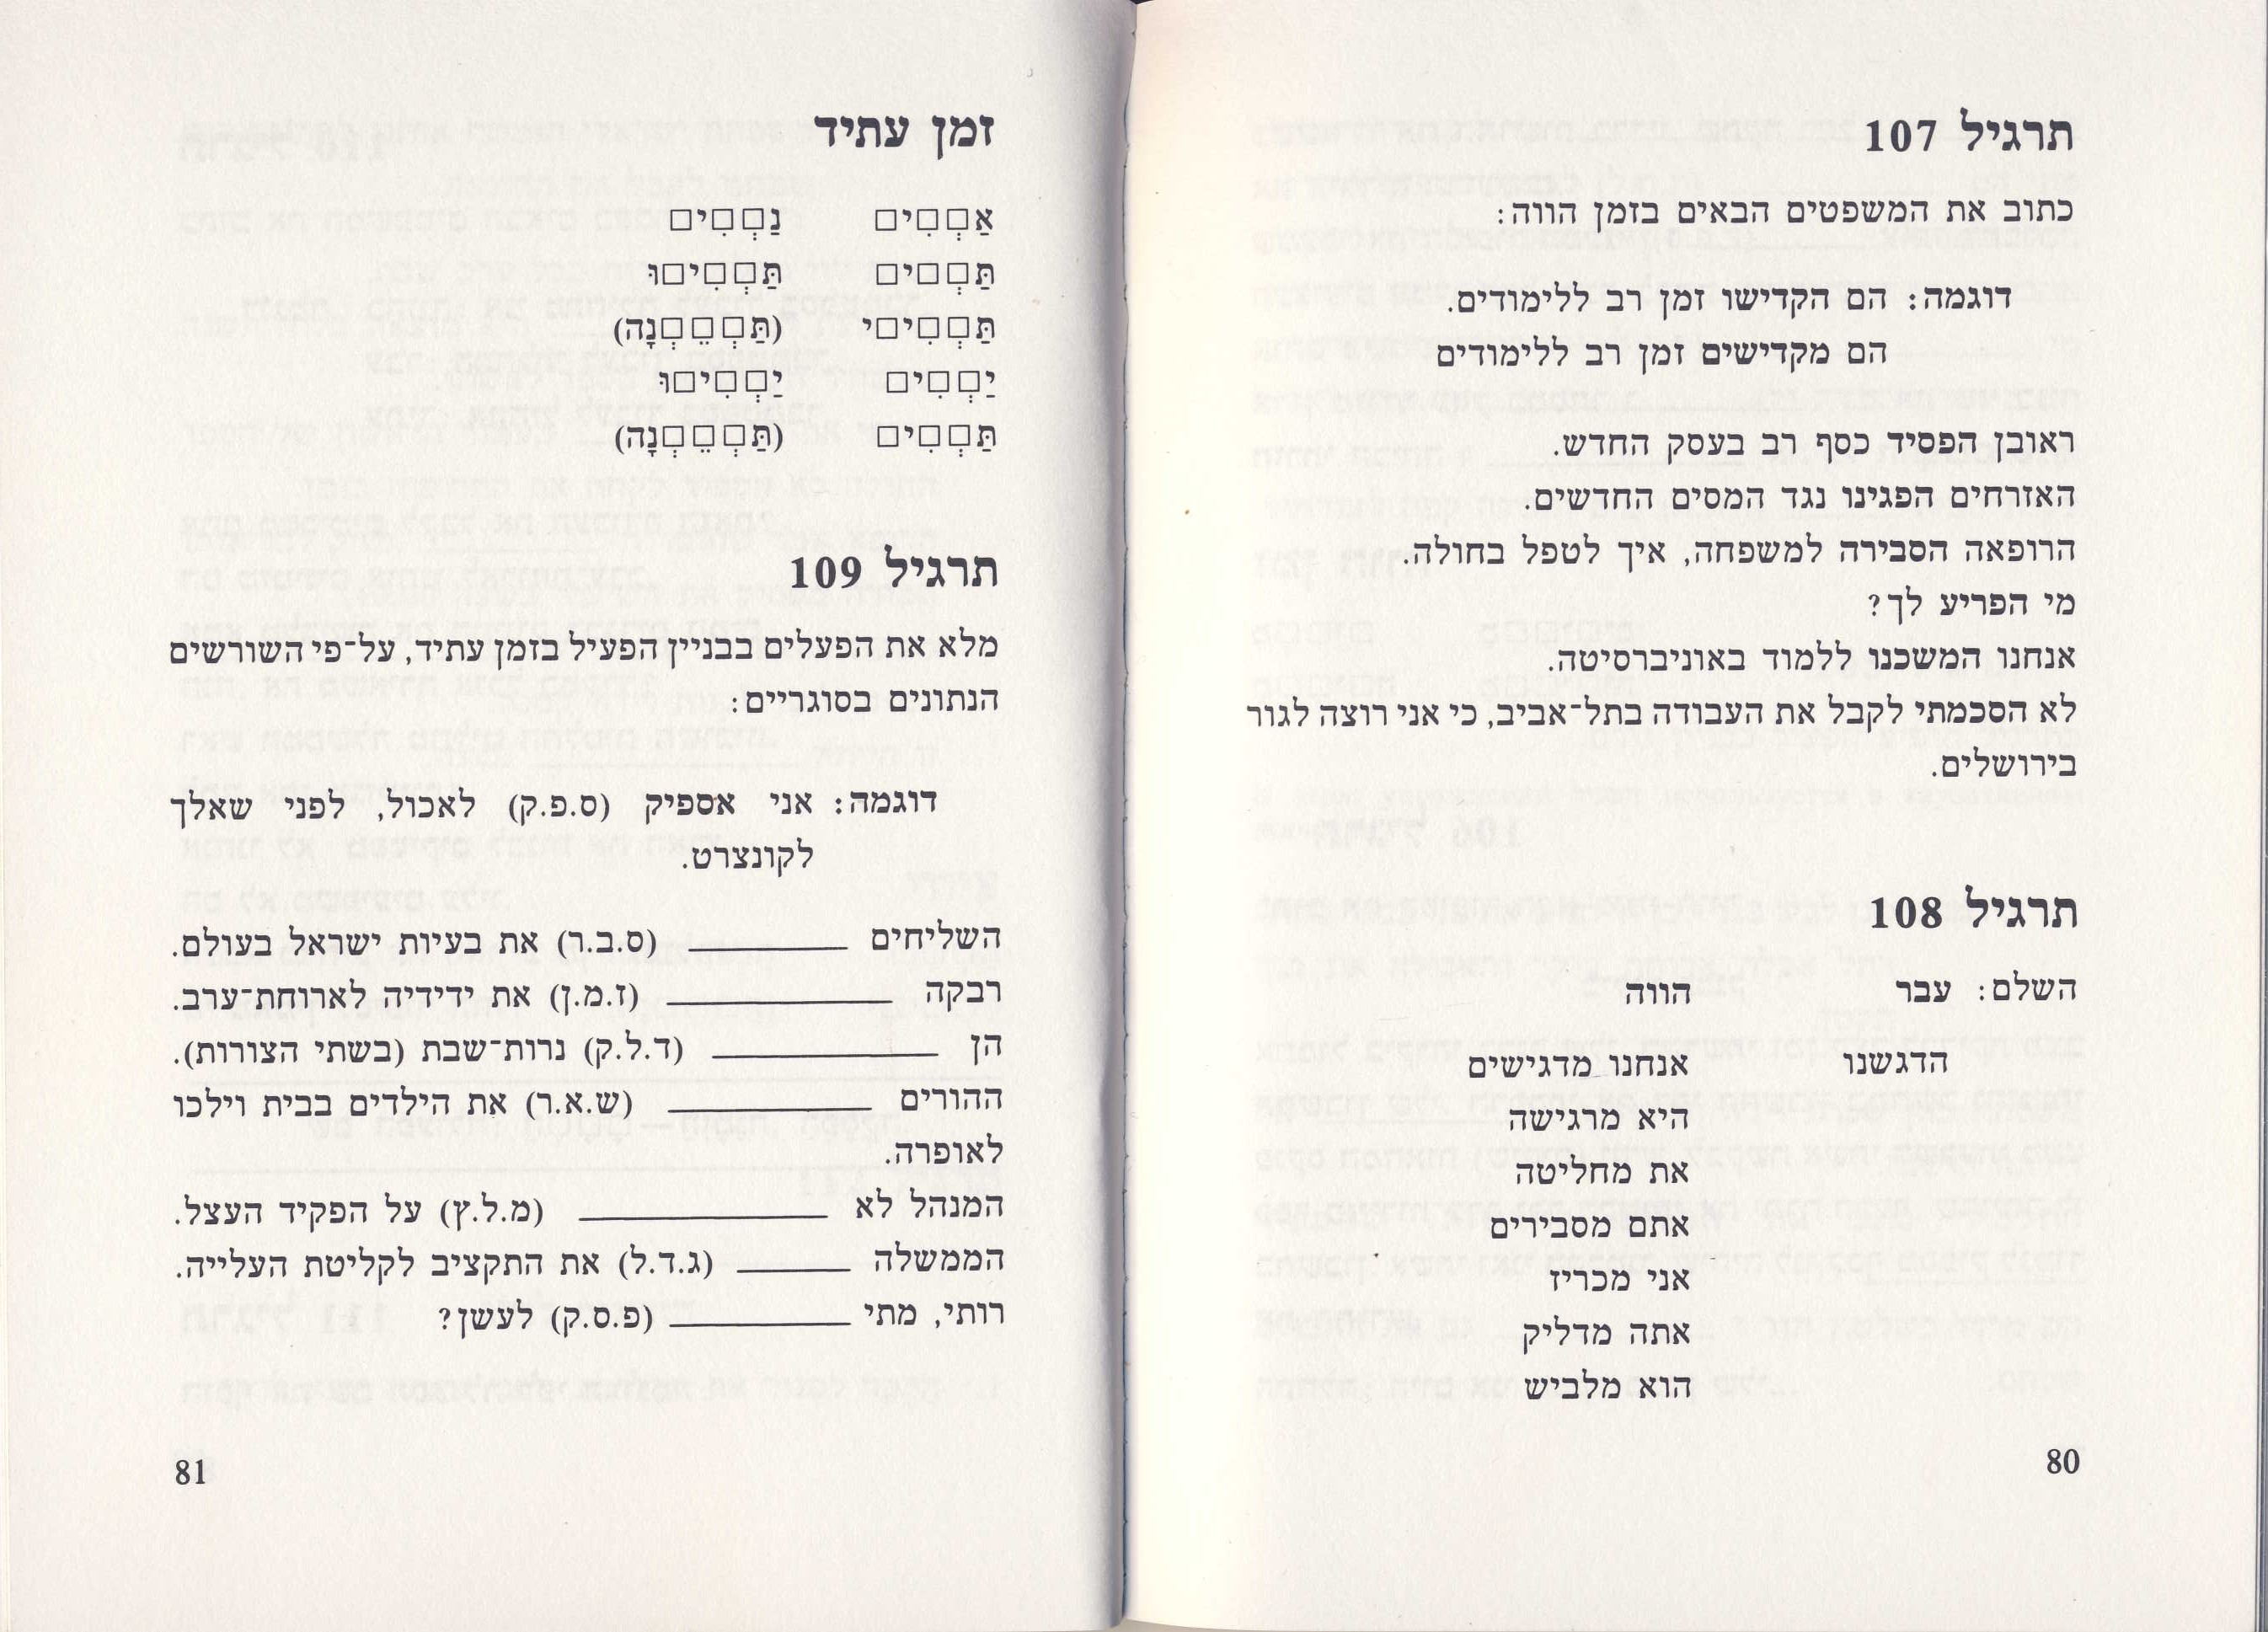 תרגיל 107
כתוב את המשפטים הבאים בזמן הווה:
דוגמה: הם הקדישו זמן רב ללימודים.
הם מקדישים זמן רב ללימודים
ראובן הפסיד כסף רב בעסק החדש.
האזרחים הפגינו נגד המסים החדשים.
הרופאה הסבירה למשפחה, איך לטפל בחולה.
מי הפריע לך?
אנחנו המשכנו ללמוד באוניברסיטה.
לא הסכמתי לקבל את העבודה בתל־אביב, כי אני רוצה לגור
בירושלים.
תרגיל 108
השלם: עבר הווה
הדגשנו אנחנו מדגישים
היא מרגישה
את מחליטה
אתם מסבירים
אני מכריז
אתה מדליק
הוא מלביש
80
זמן עתיד
אַ□ְ□ִי□ם נַ□ְ□ִי□
תַּ□ְ□ִי□ם תַּ□ְ□ִי□וּ
תַּ□ְ□ִי□י (תַּ□ְ□ֵ□ְנָה)
יַ□ְ□ִי□ם יַ□ְ□ִי□וּ
תַּ□ְ□ִי□ם (תַּ□ְ□ֵ□ְנָה)
תרגיל 109
מלא את הפעלים בבניין הפעיל בזמן עתיד, על־פי השורשים
הנתונים בסוגריים:
דוגמה: אני אספיק (ס.פ.ק) לאכול, לפני שאלך
לקונצרט.
השליחים ________ (ס.ב.ר) את בעיות ישראל בעולם.
רבקה ________ (ז.מ.ן) את ידידיה לארוחת־ערב.
הן ________ (ד.ל.ק) נרות־שבת (בשתי הצורות).
ההורים ________ (ש.א.ר) את הילדים בבית וילכו
לאופרה.
המנהל לא ________ (מ.ל.ץ) על הפקיד העצל.
הממשלה ________ (ג.ד.ל) את התקציב לקליטת העלייה.
רותי, מתי ________ (פ.ס.ק) לעשן?
81